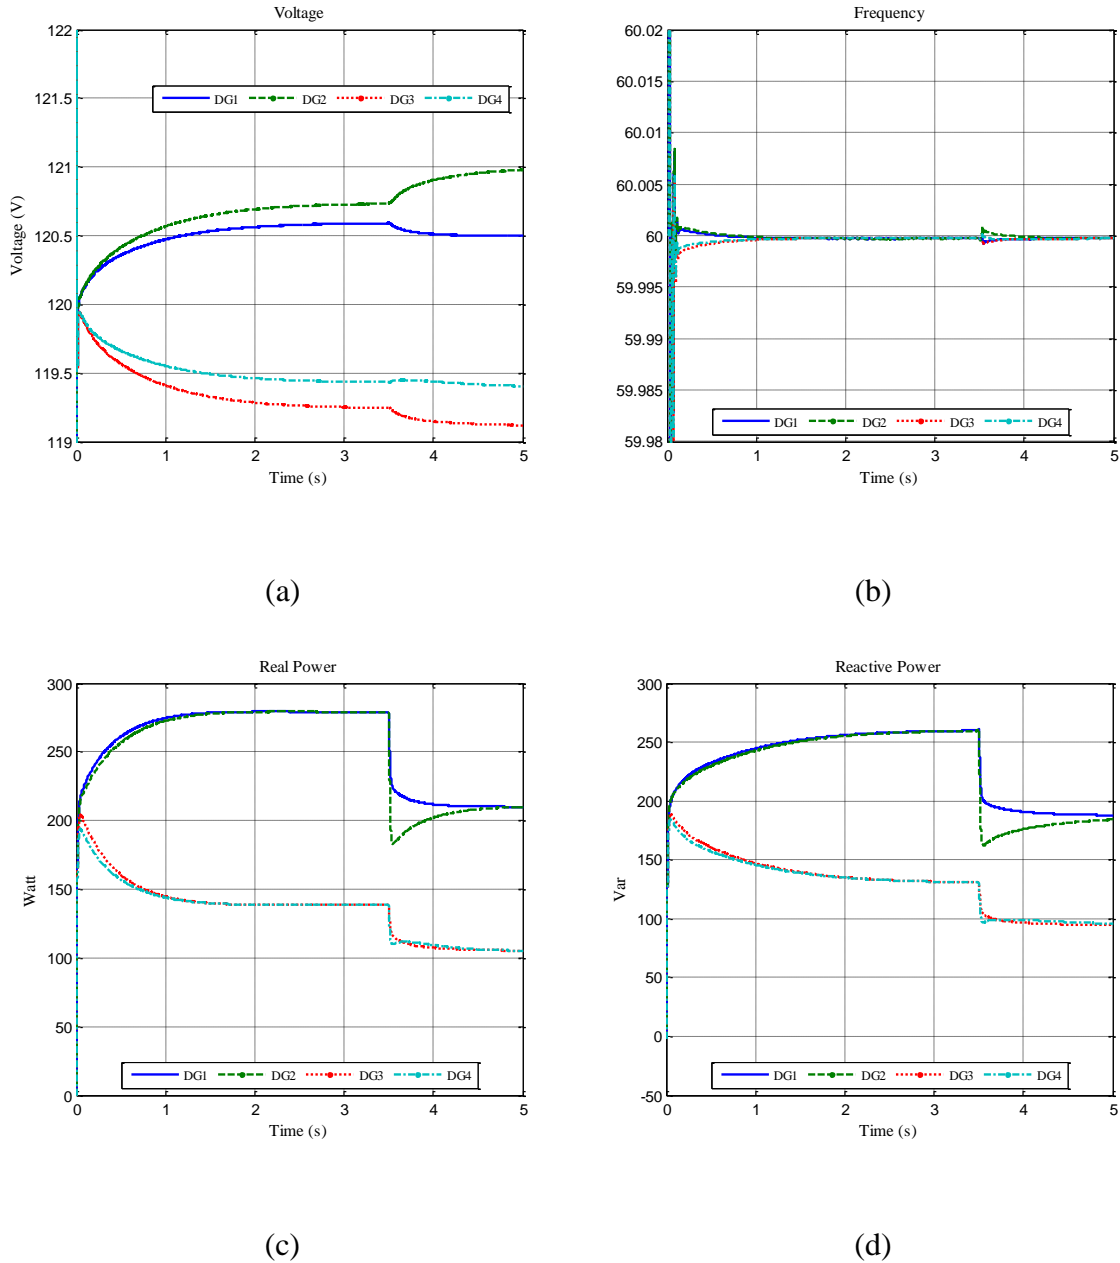 Voltage
122
121.5
121
120.5
120
119.5
119
Voltage (V)
DG1 DG2 DG3 DG4
0 1 2 3 4 5
Time (s)
(a)
Frequency
60.02
60.015
60.01
60.005
60
59.995
59.99
59.985
59.98
DG1 DG2 DG3 DG4
0 1 2 3 4 5
Time (s)
(b)
Real Power
300
250
200
150
100
50
0
Watt
DG1 DG2 DG3 DG4
0 1 2 3 4 5
Time (s)
(c)
Reactive Power
300
250
200
150
100
50
0
-50
Var
DG1 DG2 DG3 DG4
0 1 2 3 4 5
Time (s)
(d)